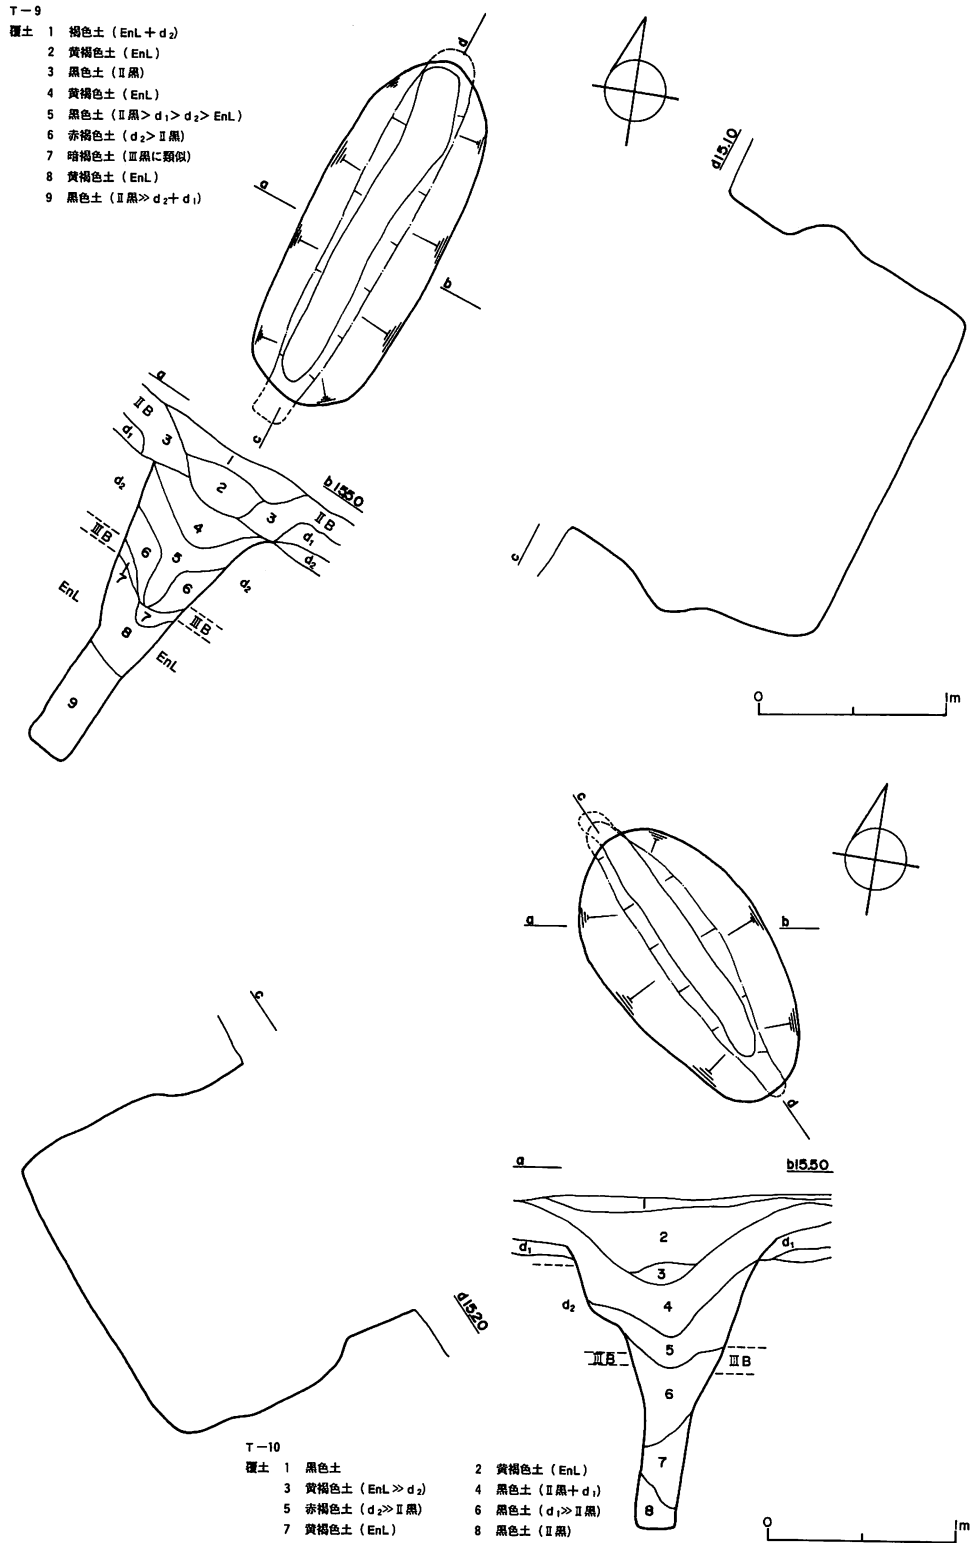 T-9
覆土 1 褐色土 (EnL+d₂)
2 黄褐色土 (EnL)
3 黒色土 (Ⅱ黒)
4 黄褐色土 (EnL)
5 黒色土 (Ⅱ黒>d₁>d₂>EnL)
6 赤褐色土 (d₂>Ⅱ黒)
7 暗褐色土 (Ⅲ黒に類似)
8 黄褐色土 (EnL)
9 黒色土 (Ⅱ黒≫d₂+d₁)
d
a
b
c
d15.10
c
a
ⅡB
d₁
3
1
2
3
b15.50
ⅡB
d₁
d₂
d₂
4
ⅢB
6
5
7
6
d₂
EnL
7
ⅢB
8
EnL
9
0 1m
c
a
b
d
c
d15.20
a
b15.50
1
2
d₁
d₁
3
4
d₂
5
ⅢB
ⅢB
6
7
8
0 1m
T-10
覆土 1 黒色土 2 黄褐色土 (EnL)
3 黄褐色土 (EnL≫d₂) 4 黒色土 (Ⅱ黒+d₁)
5 赤褐色土 (d₂≫Ⅱ黒) 6 黒色土 (d₁≫Ⅱ黒)
7 黄褐色土 (EnL) 8 黒色土 (Ⅱ黒)